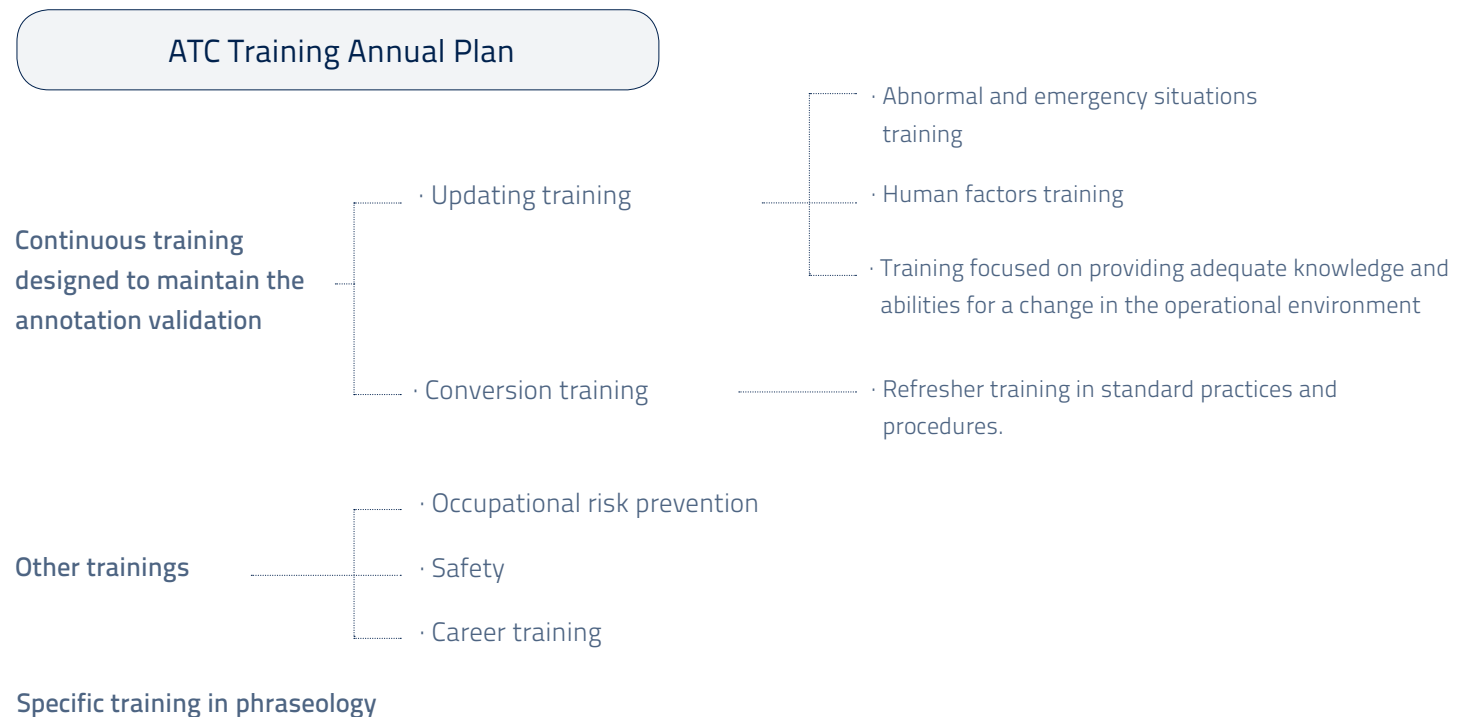 ATC Training Annual Plan
· Abnormal and emergency situations
training
· Updating training
· Human factors training
Continuous training
designed to maintain the
annotation validation
· Training focused on providing adequate knowledge and
abilities for a change in the operational environment
· Conversion training
· Refresher training in standard practices and
procedures.
Other trainings
· Occupational risk prevention
· Safety
· Career training
Specific training in phraseology